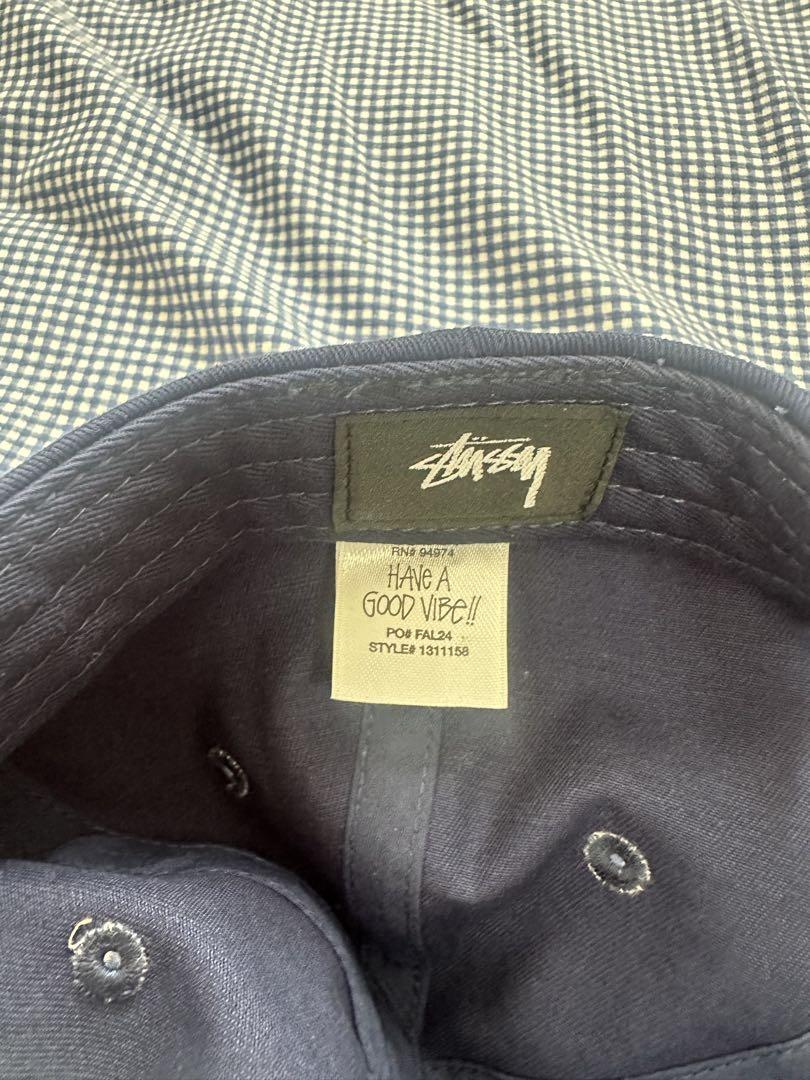 Stüssy
RN# 94974
HAVE A
GOOD VIBE!!
PO# FAL24
STYLE# 1311158